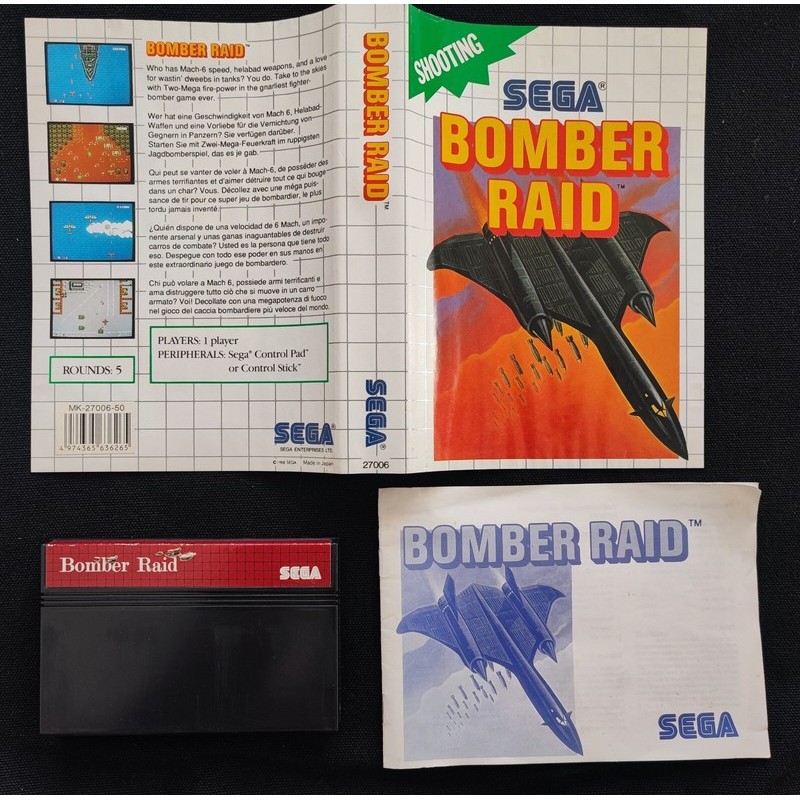 BOMBER RAID™
Who has Mach-6 speed, helabad weapons, and a love
for wastin' dweebs in tanks? You do. Take to the skies
with Two-Mega fire-power in the gnarliest fighter-
bomber game ever.
Wer hat eine Geschwindigkeit von Mach 6, Helabad-
Waffen und eine Vorliebe für die Vernichtung von
Gegnern in Panzern? Sie verfügen darüber.
Starten Sie mit Zwei-Mega-Feuerkraft im ruppigsten
Jagdbomberspiel, das es je gab.
Qui peut se vanter de voler à Mach-6, de posséder des
armes terrifiantes et d'aimer détruire tout ce qui bouge
dans un char? Vous. Décollez avec une méga puis-
sance de tir pour ce super jeu de bombardier, le plus
tordu jamais inventé.
¿Quién dispone de una velocidad de 6 Mach, un impo-
nente arsenal y unas ganas inaguantables de destruir
carros de combate? Usted es la persona que tiene todo
eso. Despegue con todo ese poder en sus manos en
este extraordinario juego de bombardero.
Chi può volare a Mach 6, possiede armi terrificanti e
ama distruggere tutto ciò che si muove in un carro
armato? Voi! Decollate con una megapotenza di fuoco
nel gioco del caccia bombardiere più veloce del mondo.
ROUNDS: 5
PLAYERS: 1 player
PERIPHERALS: Sega® Control Pad™
or Control Stick™
MK-27006-50
4 974365 636265
SEGA®
SEGA ENTERPRISES LTD.
Made in Japan
BOMBER RAID™
SEGA®
27006
SHOOTING
SEGA®
BOMBER
RAID™
Bomber Raid
SEGA
BOMBER RAID™
SEGA